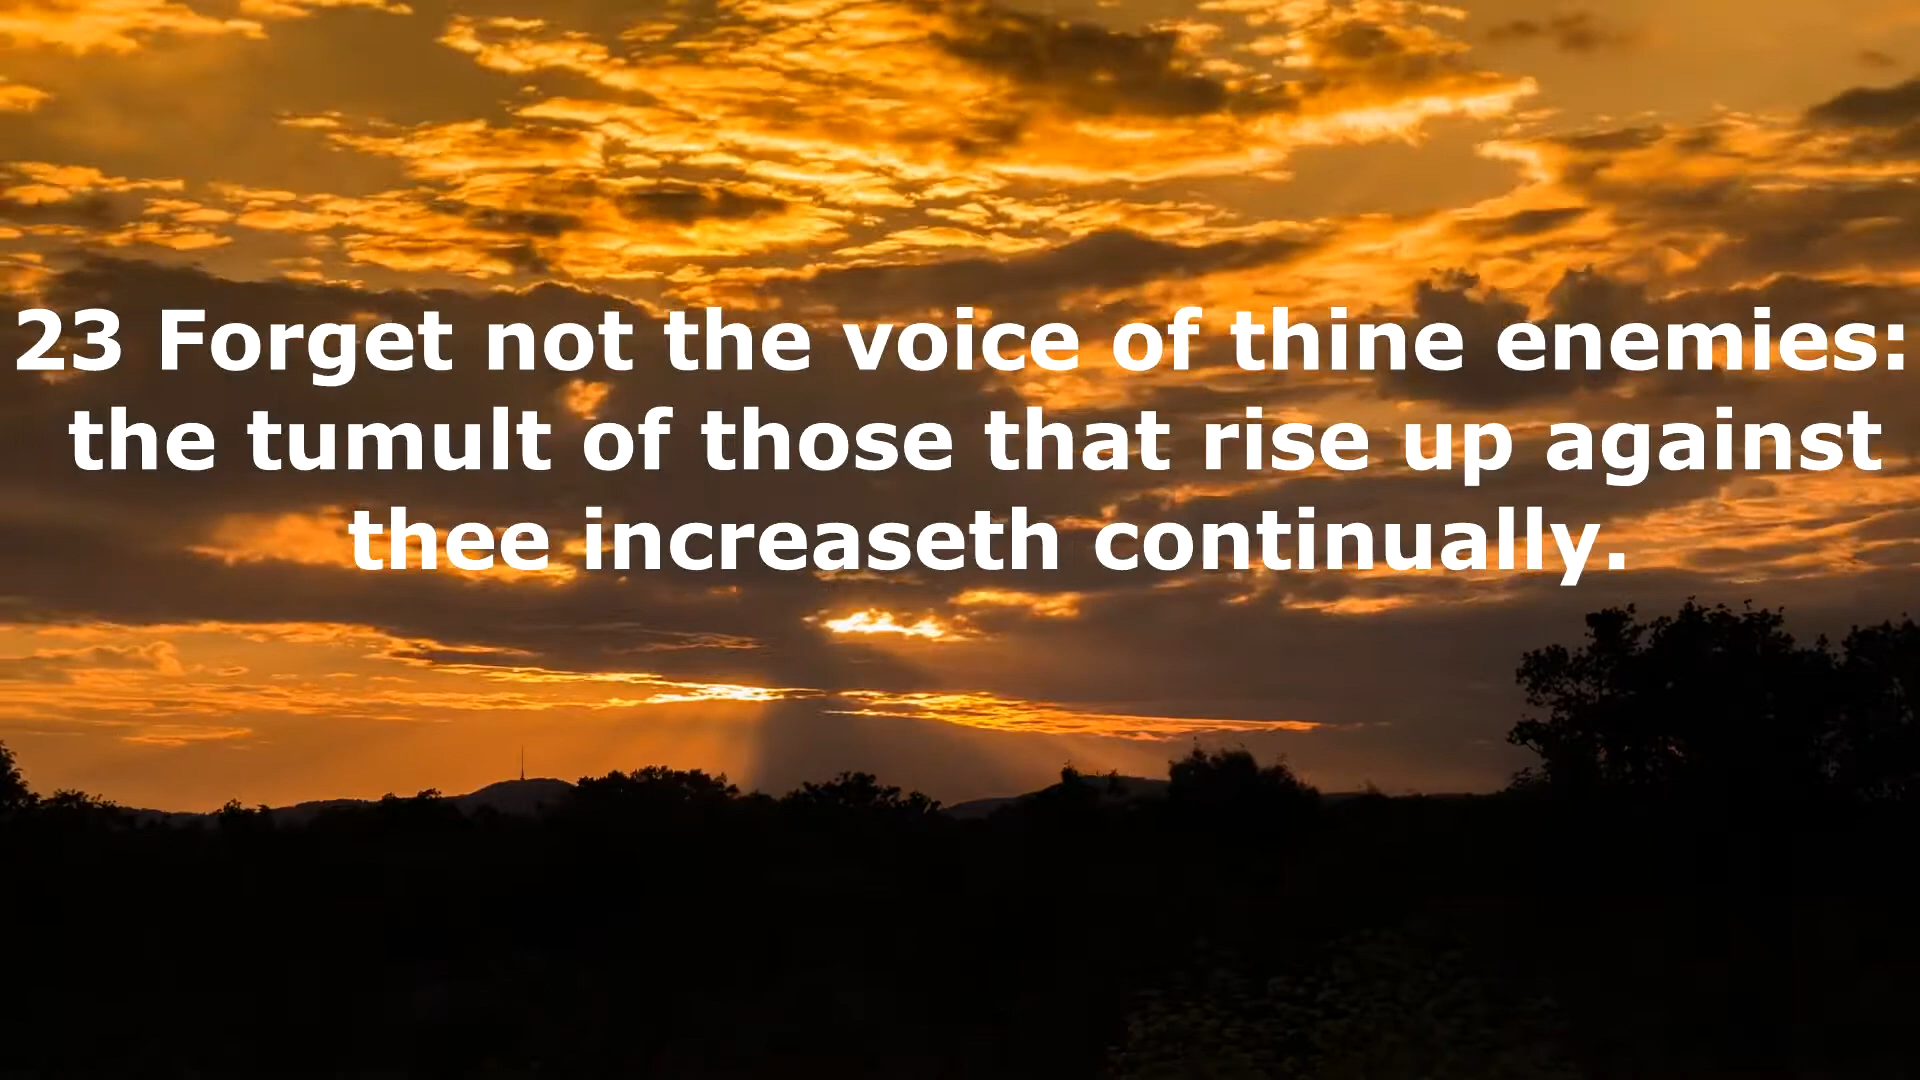 23 Forget not the voice of thine enemies:
the tumult of those that rise up against
thee increaseth continually.